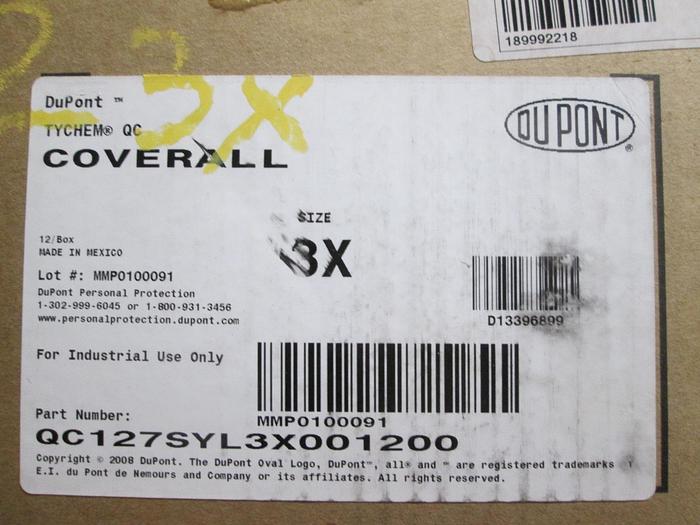 189992218
3X
DuPont ™
TYCHEM® QC
COVERALL
DU PONT®
SIZE
3X
12/Box
MADE IN MEXICO
Lot #: MMP0100091
DuPont Personal Protection
1-302-999-6045 or 1-800-931-3456
www.personalprotection.dupont.com
D13396899
For Industrial Use Only
MMP0100091
Part Number:
QC127SYL3X001200
Copyright © 2008 DuPont. The DuPont Oval Logo, DuPont™, all® and ™ are registered trademarks
E.I. du Pont de Nemours and Company or its affiliates. All rights reserved.